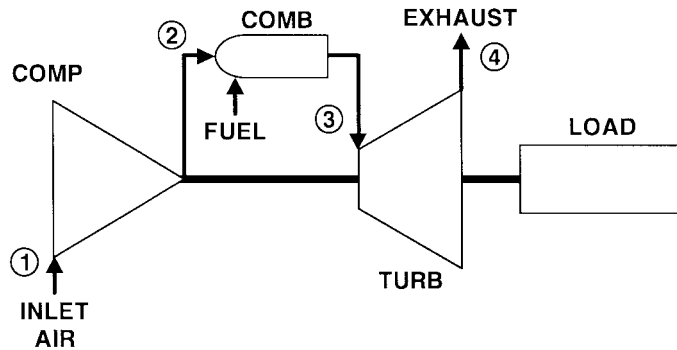 EXHAUST
COMB
②
④
COMP
FUEL
③
LOAD
①
TURB
INLET
AIR